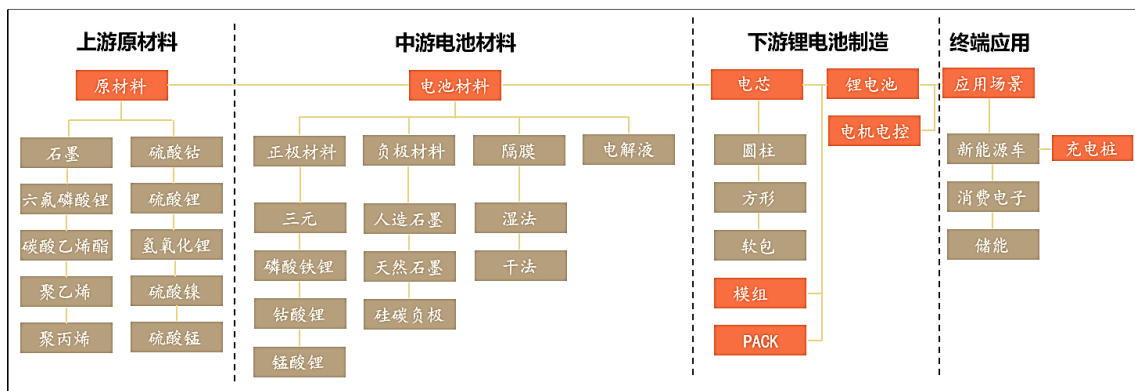 上游原材料
中游电池材料
下游锂电池制造
终端应用
原材料
电池材料
电芯
锂电池
应用场景
电机电控
石墨
硫酸钴
正极材料
负极材料
隔膜
电解液
圆柱
新能源车
充电桩
六氟磷酸锂
硫酸锂
三元
人造石墨
湿法
方形
消费电子
碳酸乙烯酯
氢氧化锂
磷酸铁锂
天然石墨
干法
软包
储能
聚乙烯
硫酸镍
钴酸锂
硅碳负极
模组
聚丙烯
硫酸锰
锰酸锂
PACK